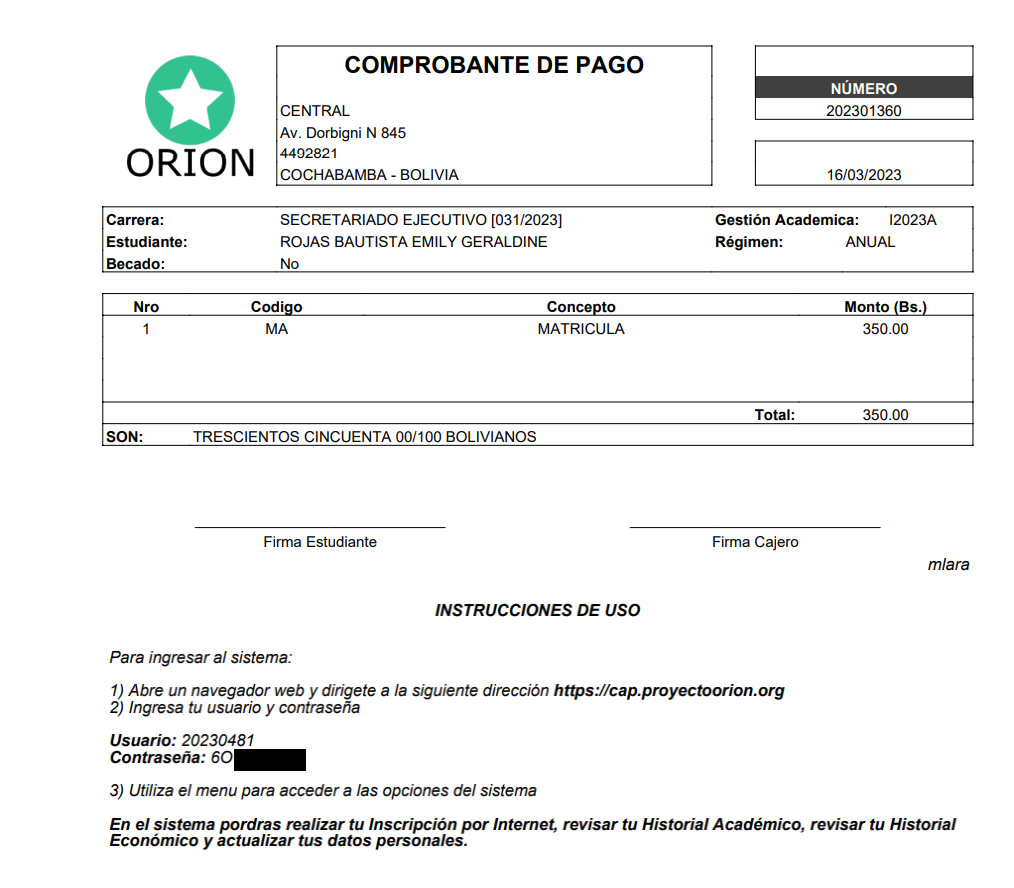 ORION
COMPROBANTE DE PAGO
CENTRAL
Av. Dorbigni N 845
4492821
COCHABAMBA - BOLIVIA
NÚMERO
202301360
16/03/2023
Carrera: SECRETARIADO EJECUTIVO [031/2023] Gestión Academica: I2023A
Estudiante: ROJAS BAUTISTA EMILY GERALDINE Régimen: ANUAL
Becado: No
Nro Codigo Concepto Monto (Bs.)
1 MA MATRICULA 350.00
Total: 350.00
SON: TRESCIENTOS CINCUENTA 00/100 BOLIVIANOS
Firma Estudiante Firma Cajero
mlara
INSTRUCCIONES DE USO
Para ingresar al sistema:
1) Abre un navegador web y dirigete a la siguiente dirección https://cap.proyectoorion.org
2) Ingresa tu usuario y contraseña
Usuario: 20230481
Contraseña: 6O
3) Utiliza el menu para acceder a las opciones del sistema
En el sistema pordras realizar tu Inscripción por Internet, revisar tu Historial Académico, revisar tu Historial
Económico y actualizar tus datos personales.